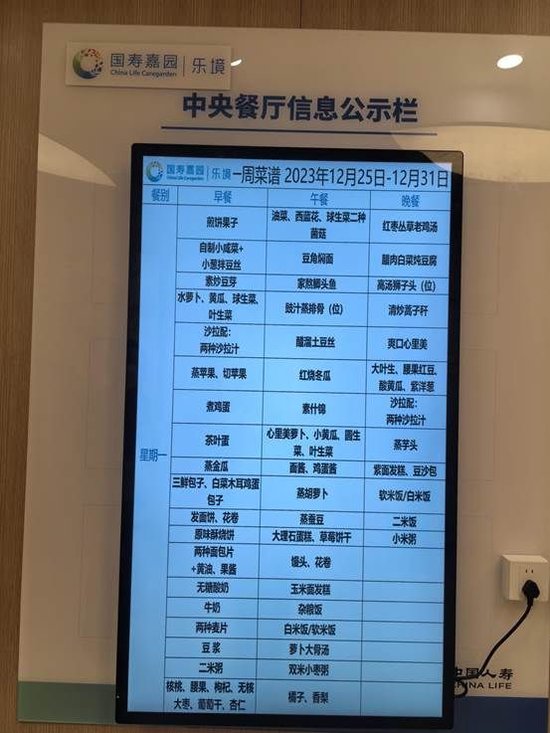 国寿嘉园 乐境
China Life Caregarden
中央餐厅信息公示栏
国寿嘉园 乐境 一周菜谱 2023年12月25日-12月31日
China Life Caregarden
餐别 早餐 午餐 晚餐
星期一
煎饼果子 油菜、西蓝花、球生菜二种菌菇 红枣丛草老鸡汤
自制小咸菜+小葱拌豆丝 豆角焖面 腊肉白菜炖豆腐
素炒豆芽 家熬鲷头鱼 高汤狮子头（位）
水萝卜、黄瓜、球生菜、叶生菜 豉汁蒸排骨（位） 清炒蒿子秆
沙拉配：两种沙拉汁 醋溜土豆丝 爽口心里美
蒸苹果、切苹果 红烧冬瓜 大叶生、腰果红豆、酸黄瓜、紫洋葱
煮鸡蛋 素什锦 沙拉配：两种沙拉汁
茶叶蛋 心里美萝卜、小黄瓜、圆生菜、叶生菜 蒸芋头
蒸金瓜 面酱、鸡蛋酱 紫面发糕、豆沙包
三鲜包子、白菜木耳鸡蛋包子 蒸胡萝卜 软米饭/白米饭
发面饼、花卷 蒸蚕豆 二米饭
原味酥烧饼 大理石蛋糕、草莓饼干 小米粥
两种面包片+黄油、果酱 馒头、花卷
无糖酸奶 玉米面发糕
牛奶 杂粮饭
两种麦片 白米饭/软米饭
豆浆 萝卜大骨汤
二米粥 双米小枣粥
核桃、腰果、枸杞、无核大枣、葡萄干、杏仁 橘子、香梨
中国人寿
CHINA LIFE